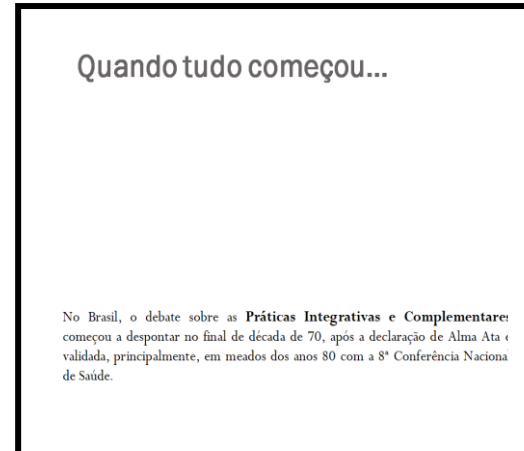 Quando tudo começou...
No Brasil, o debate sobre as Práticas Integrativas e Complementares
começou a despontar no final de década de 70, após a declaração de Alma Ata e
validada, principalmente, em meados dos anos 80 com a 8ª Conferência Nacional
de Saúde.